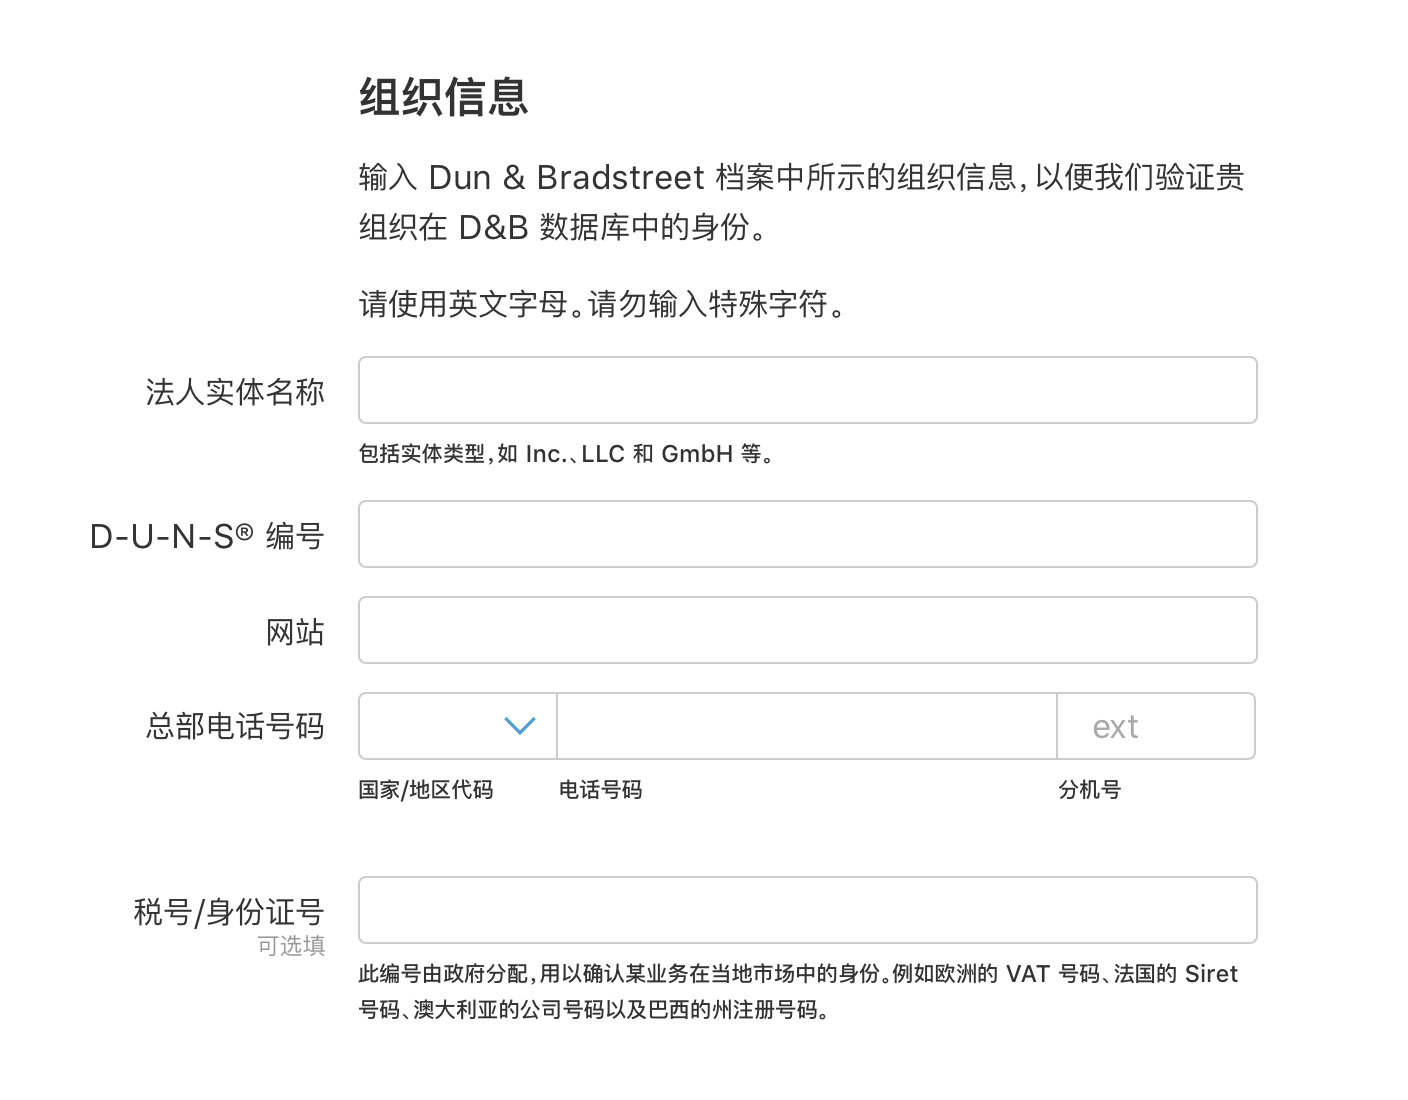 组织信息
输入 Dun & Bradstreet 档案中所示的组织信息，以便我们验证贵
组织在 D&B 数据库中的身份。
请使用英文字母。请勿输入特殊字符。
法人实体名称
包括实体类型，如 Inc.、LLC 和 GmbH 等。
D-U-N-S® 编号
网站
总部电话号码
ext
国家/地区代码 电话号码 分机号
税号/身份证号
可选填
此编号由政府分配，用以确认某业务在当地市场中的身份。例如欧洲的 VAT 号码、法国的 Siret
号码、澳大利亚的公司号码以及巴西的州注册号码。